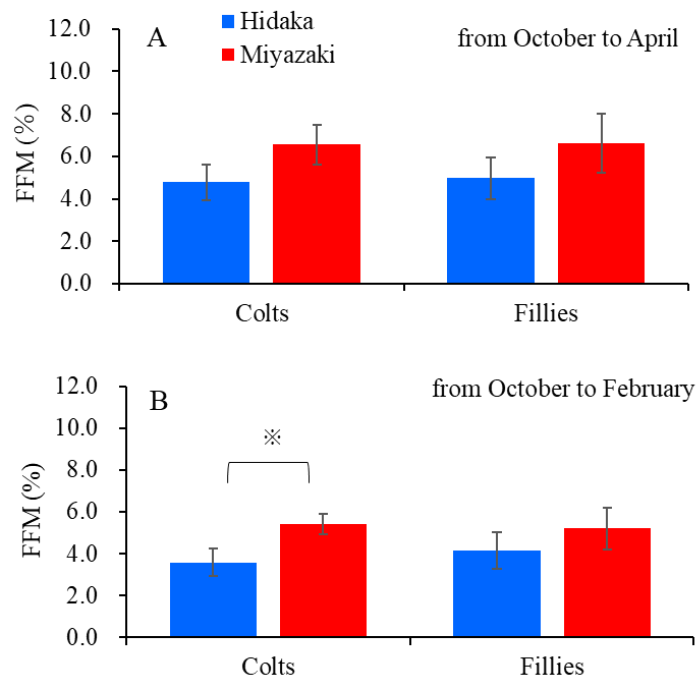 A
Hidaka
Miyazaki
from October to April
FFM (%)
12.0
10.0
8.0
6.0
4.0
2.0
0.0
Colts
Fillies
B
from October to February
※
FFM (%)
12.0
10.0
8.0
6.0
4.0
2.0
0.0
Colts
Fillies